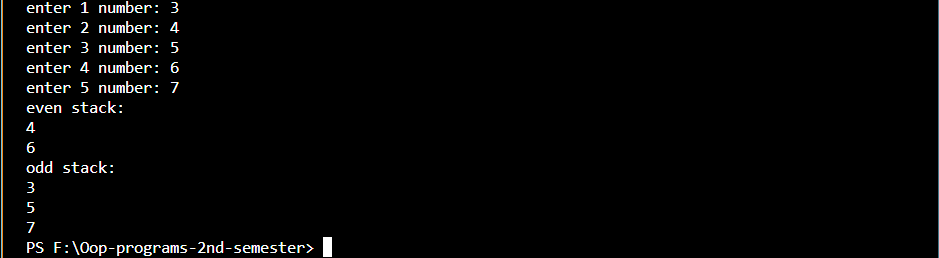 enter 1 number: 3
enter 2 number: 4
enter 3 number: 5
enter 4 number: 6
enter 5 number: 7
even stack:
4
6
odd stack:
3
5
7
PS F:\Oop-programs-2nd-semester>